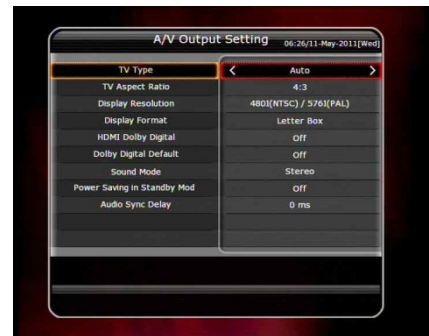 A/V Output Setting 06:26/11-May-2011[Wed]
TV Type < Auto >
TV Aspect Ratio 4:3
Display Resolution 480I(NTSC) / 576I(PAL)
Display Format Letter Box
HDMI Dolby Digital Off
Dolby Digital Default Off
Sound Mode Stereo
Power Saving in Standby Mod Off
Audio Sync Delay 0 ms